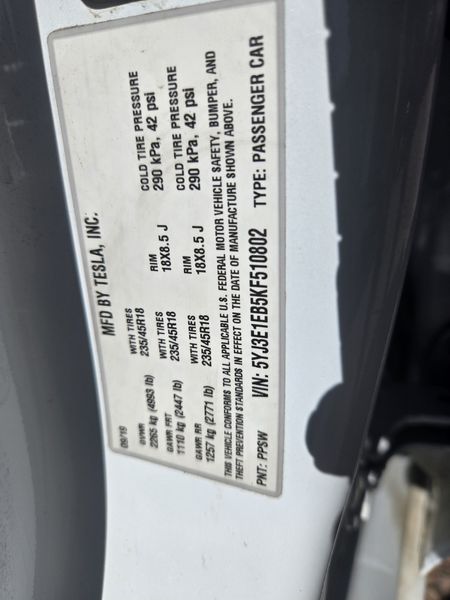 MFD BY TESLA, INC.
09/19
GVWR WITH TIRES RIM COLD TIRE PRESSURE
2265 kg (4993 lb) 235/45R18 18X8.5 J 290 kPa, 42 psi
GAWR FRT WITH TIRES RIM COLD TIRE PRESSURE
1110 kg (2447 lb) 235/45R18 18X8.5 J 290 kPa, 42 psi
GAWR RR WITH TIRES
1257 kg (2771 lb) 235/45R18
THIS VEHICLE CONFORMS TO ALL APPLICABLE U.S. FEDERAL MOTOR VEHICLE SAFETY, BUMPER, AND
THEFT PREVENTION STANDARDS IN EFFECT ON THE DATE OF MANUFACTURE SHOWN ABOVE.
PNT: PPSW VIN: 5YJ3E1EB5KF510802 TYPE: PASSENGER CAR